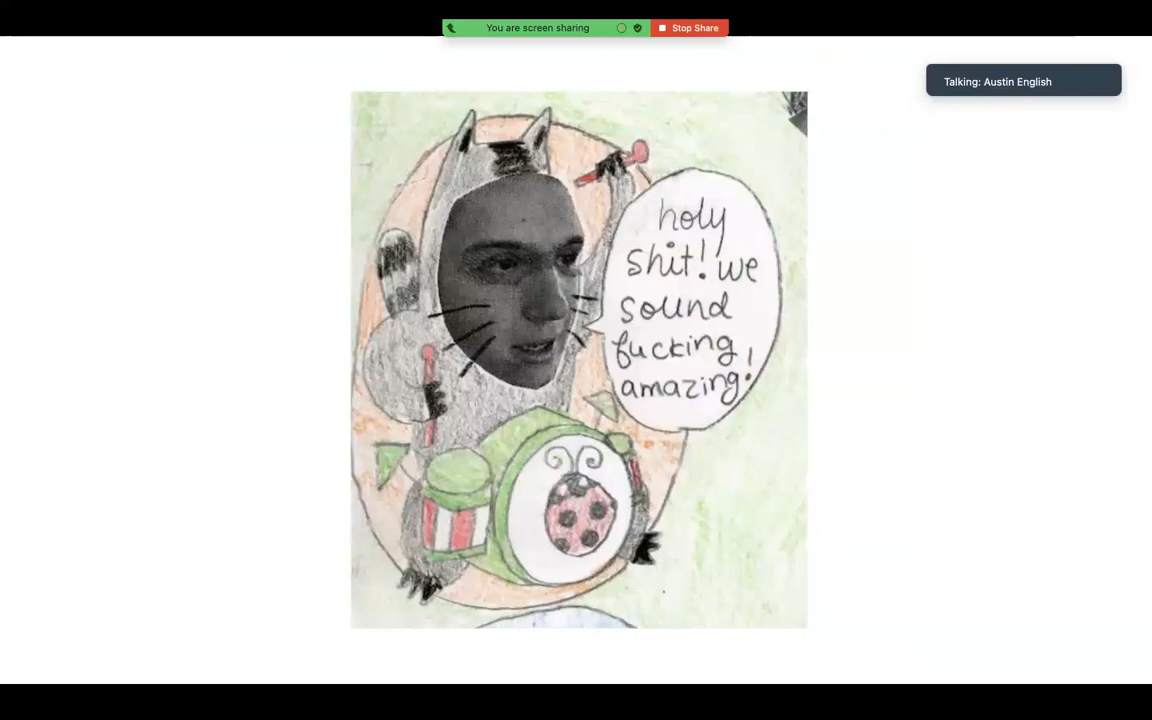 You are screen sharing
Stop Share
Talking: Austin English
holy
shit! we
sound
fucking
amazing!